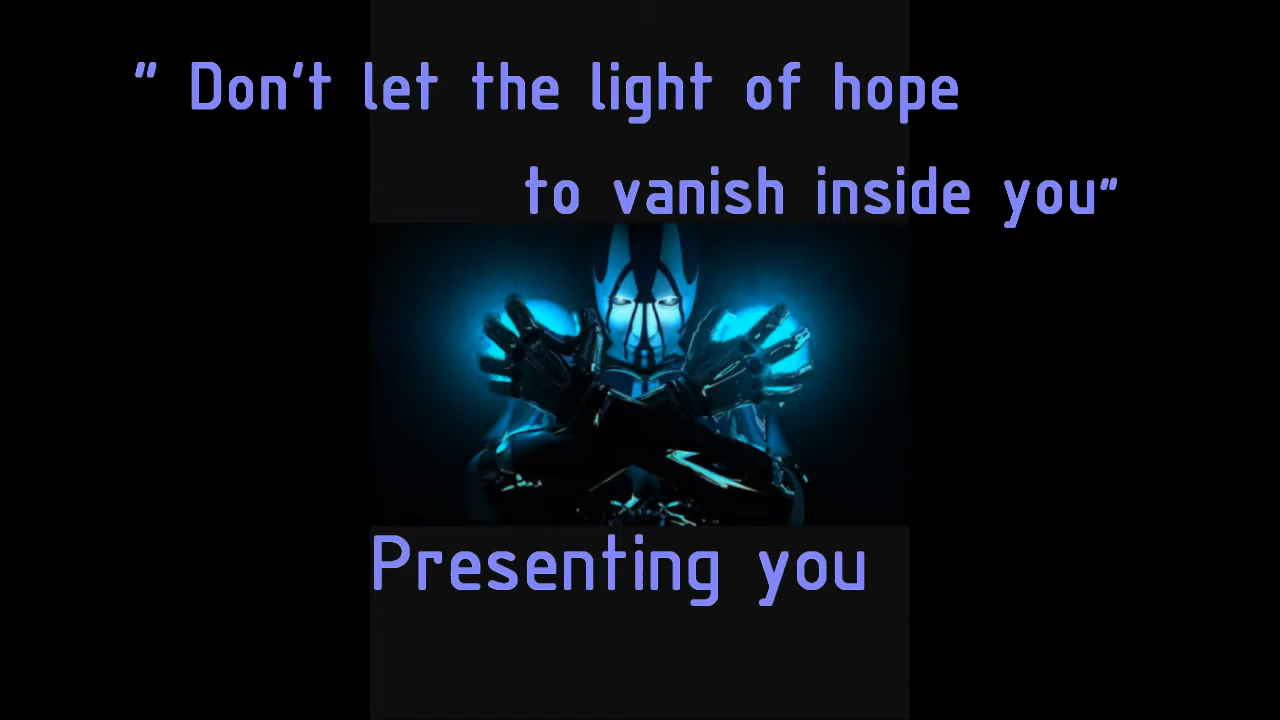 " Don't let the light of hope
to vanish inside you"
Presenting you